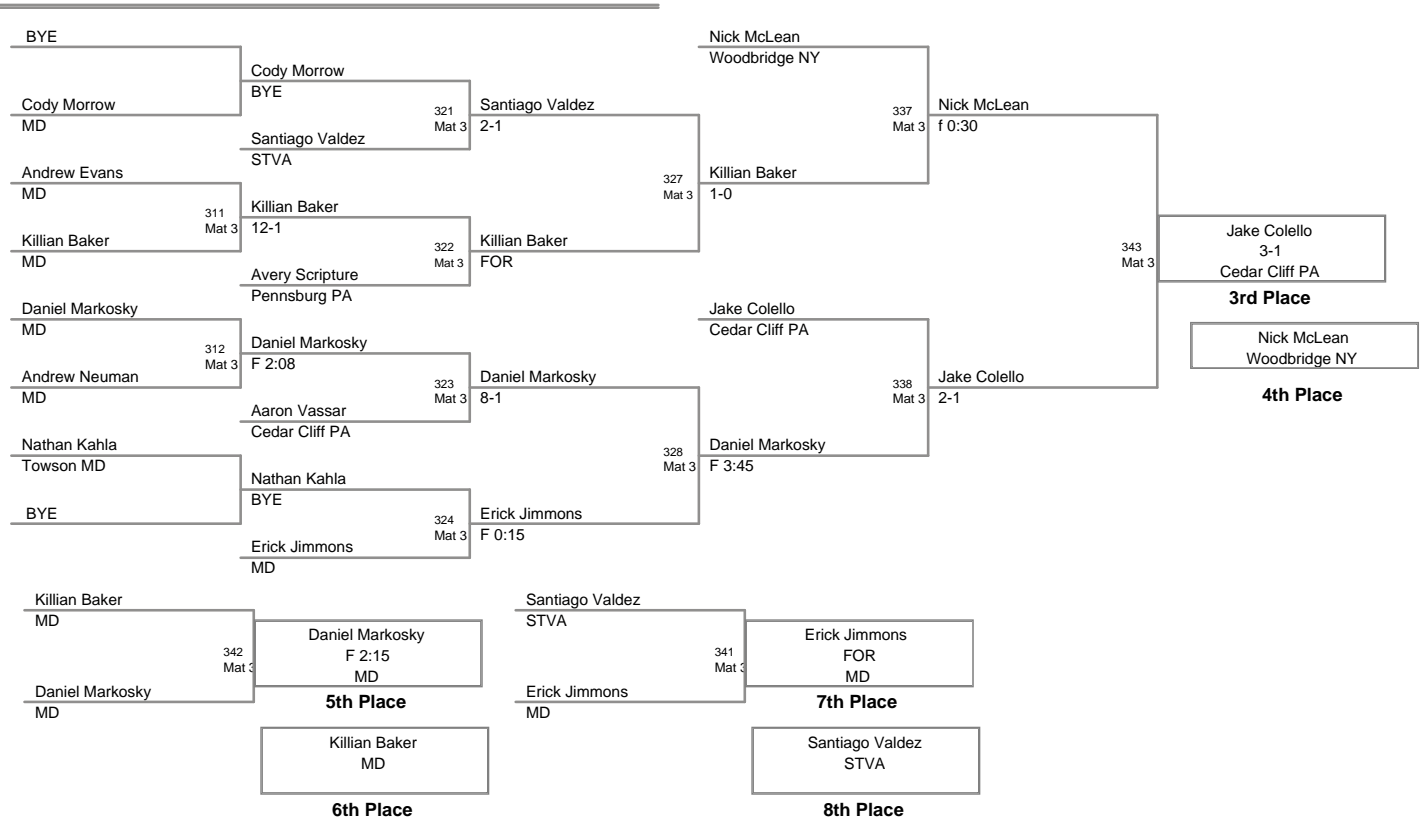 BYE
Cody Morrow
MD
Andrew Evans
MD
Killian Baker
MD
Daniel Markosky
MD
Andrew Neuman
MD
Nathan Kahla
Towson MD
BYE
311
Mat 3
312
Mat 3
Cody Morrow
BYE
Santiago Valdez
STVA
Killian Baker
12-1
Avery Scripture
Pennsburg PA
Daniel Markosky
F 2:08
Aaron Vassar
Cedar Cliff PA
Nathan Kahla
BYE
Erick Jimmons
MD
321
Mat 3
322
Mat 3
323
Mat 3
324
Mat 3
Santiago Valdez
2-1
Killian Baker
FOR
Daniel Markosky
8-1
Erick Jimmons
F 0:15
327
Mat 3
328
Mat 3
Nick McLean
Woodbridge NY
Killian Baker
1-0
Jake Colello
Cedar Cliff PA
Daniel Markosky
F 3:45
337
Mat 3
338
Mat 3
Nick McLean
f 0:30
Jake Colello
2-1
343
Mat 3
Jake Colello
3-1
Cedar Cliff PA
3rd Place
Nick McLean
Woodbridge NY
4th Place
Killian Baker
MD
Daniel Markosky
MD
342
Mat 3
Daniel Markosky
F 2:15
MD
5th Place
Killian Baker
MD
6th Place
Santiago Valdez
STVA
Erick Jimmons
MD
341
Mat 3
Erick Jimmons
FOR
MD
7th Place
Santiago Valdez
STVA
8th Place